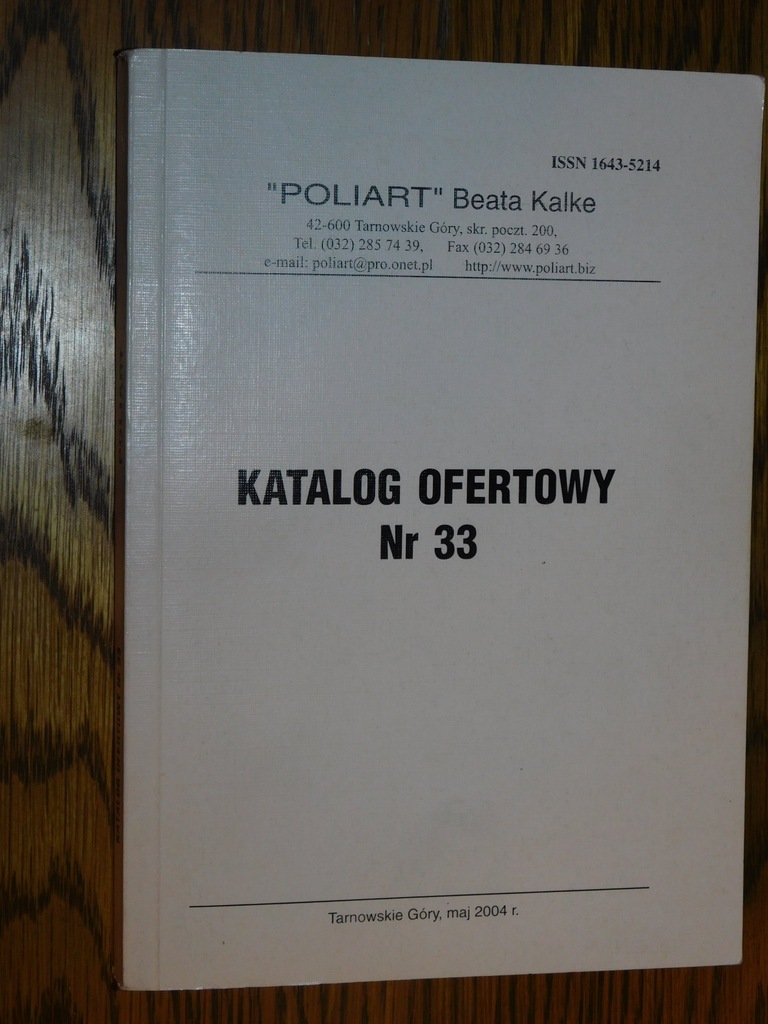 ISSN 1643-5214
"POLIART" Beata Kalke
42-600 Tarnowskie Góry, skr. poczt. 200,
Tel. (032) 285 74 39, Fax (032) 284 69 36
e-mail: poliart@pro.onet.pl http://www.poliart.biz
KATALOG OFERTOWY
Nr 33
Tarnowskie Góry, maj 2004 r.